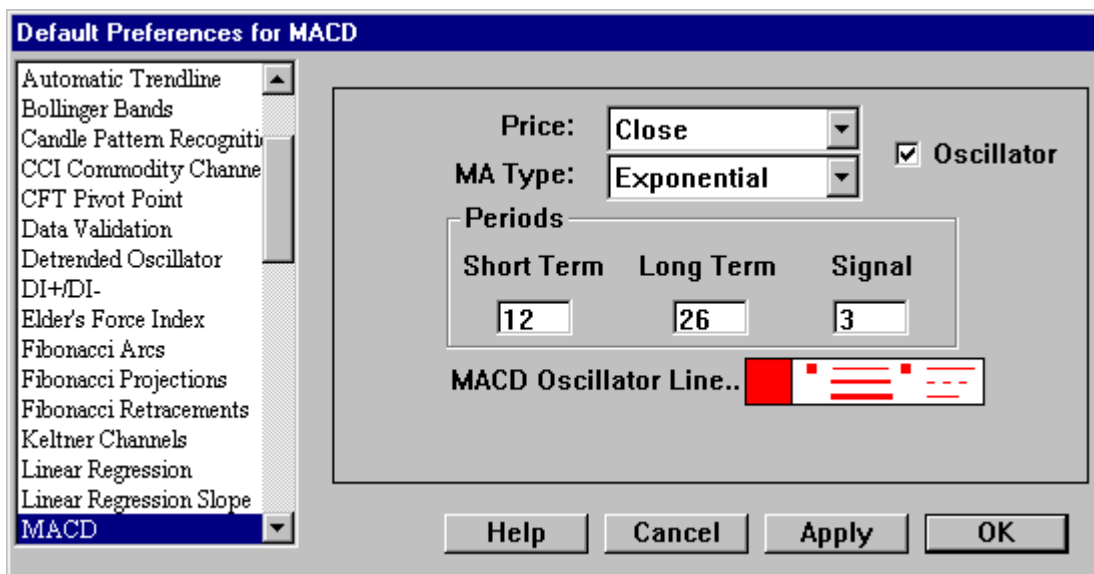 Default Preferences for MACD
Automatic Trendline
Bollinger Bands
Candle Pattern Recogniti
CCI Commodity Channe
CFT Pivot Point
Data Validation
Detrended Oscillator
DI+/DI-
Elder's Force Index
Fibonacci Arcs
Fibonacci Projections
Fibonacci Retracements
Keltner Channels
Linear Regression
Linear Regression Slope
MACD
Price: Close
Oscillator
MA Type: Exponential
Periods
Short Term Long Term Signal
12 26 3
MACD Oscillator Line..
Help Cancel Apply OK